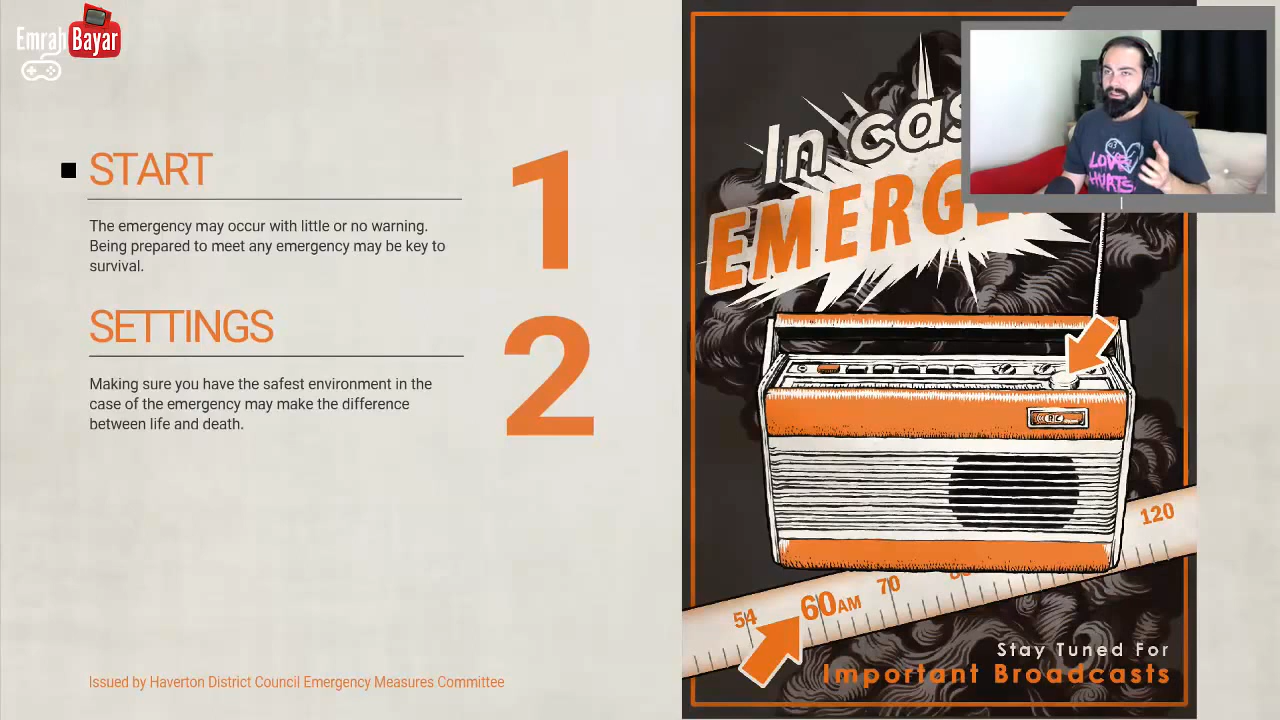 Emrah Bayar
START
The emergency may occur with little or no warning.
Being prepared to meet any emergency may be key to
survival.
1
SETTINGS
Making sure you have the safest environment in the
case of the emergency may make the difference
between life and death.
2
Issued by Haverton District Council Emergency Measures Committee
In cas
EMERGE
LOVE
HURTS
120
54
60AM
70
Stay Tuned For
Important Broadcasts